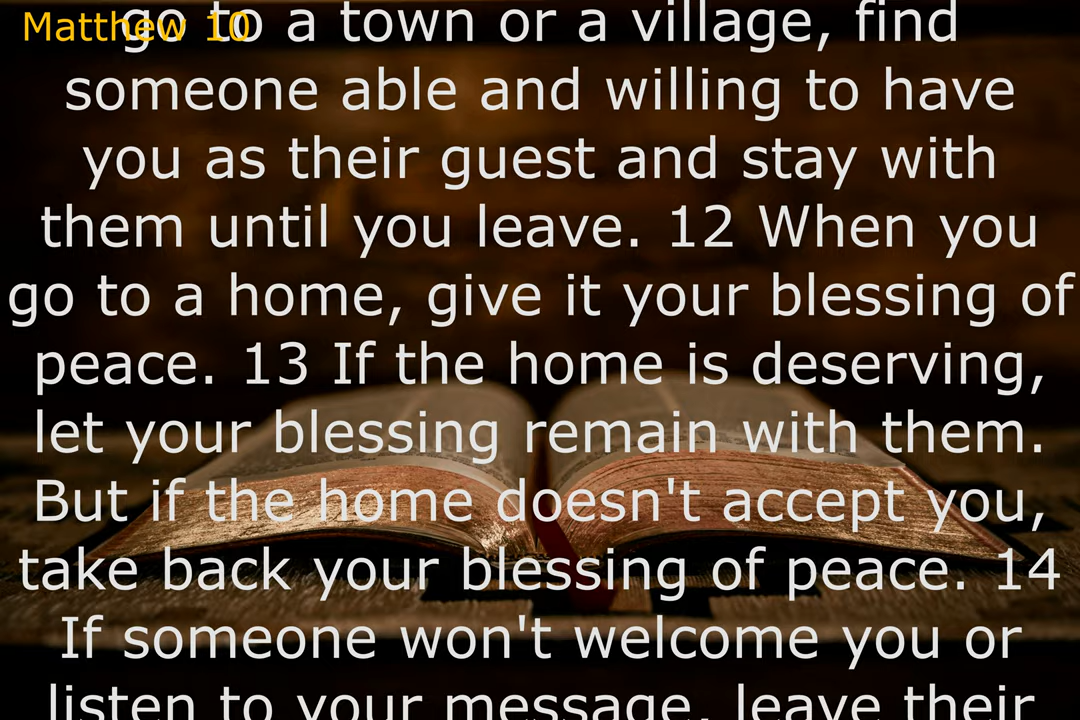 Matthew 10
go to a town or a village, find
someone able and willing to have
you as their guest and stay with
them until you leave. 12 When you
go to a home, give it your blessing of
peace. 13 If the home is deserving,
let your blessing remain with them.
But if the home doesn't accept you,
take back your blessing of peace. 14
If someone won't welcome you or
listen to your message, leave their